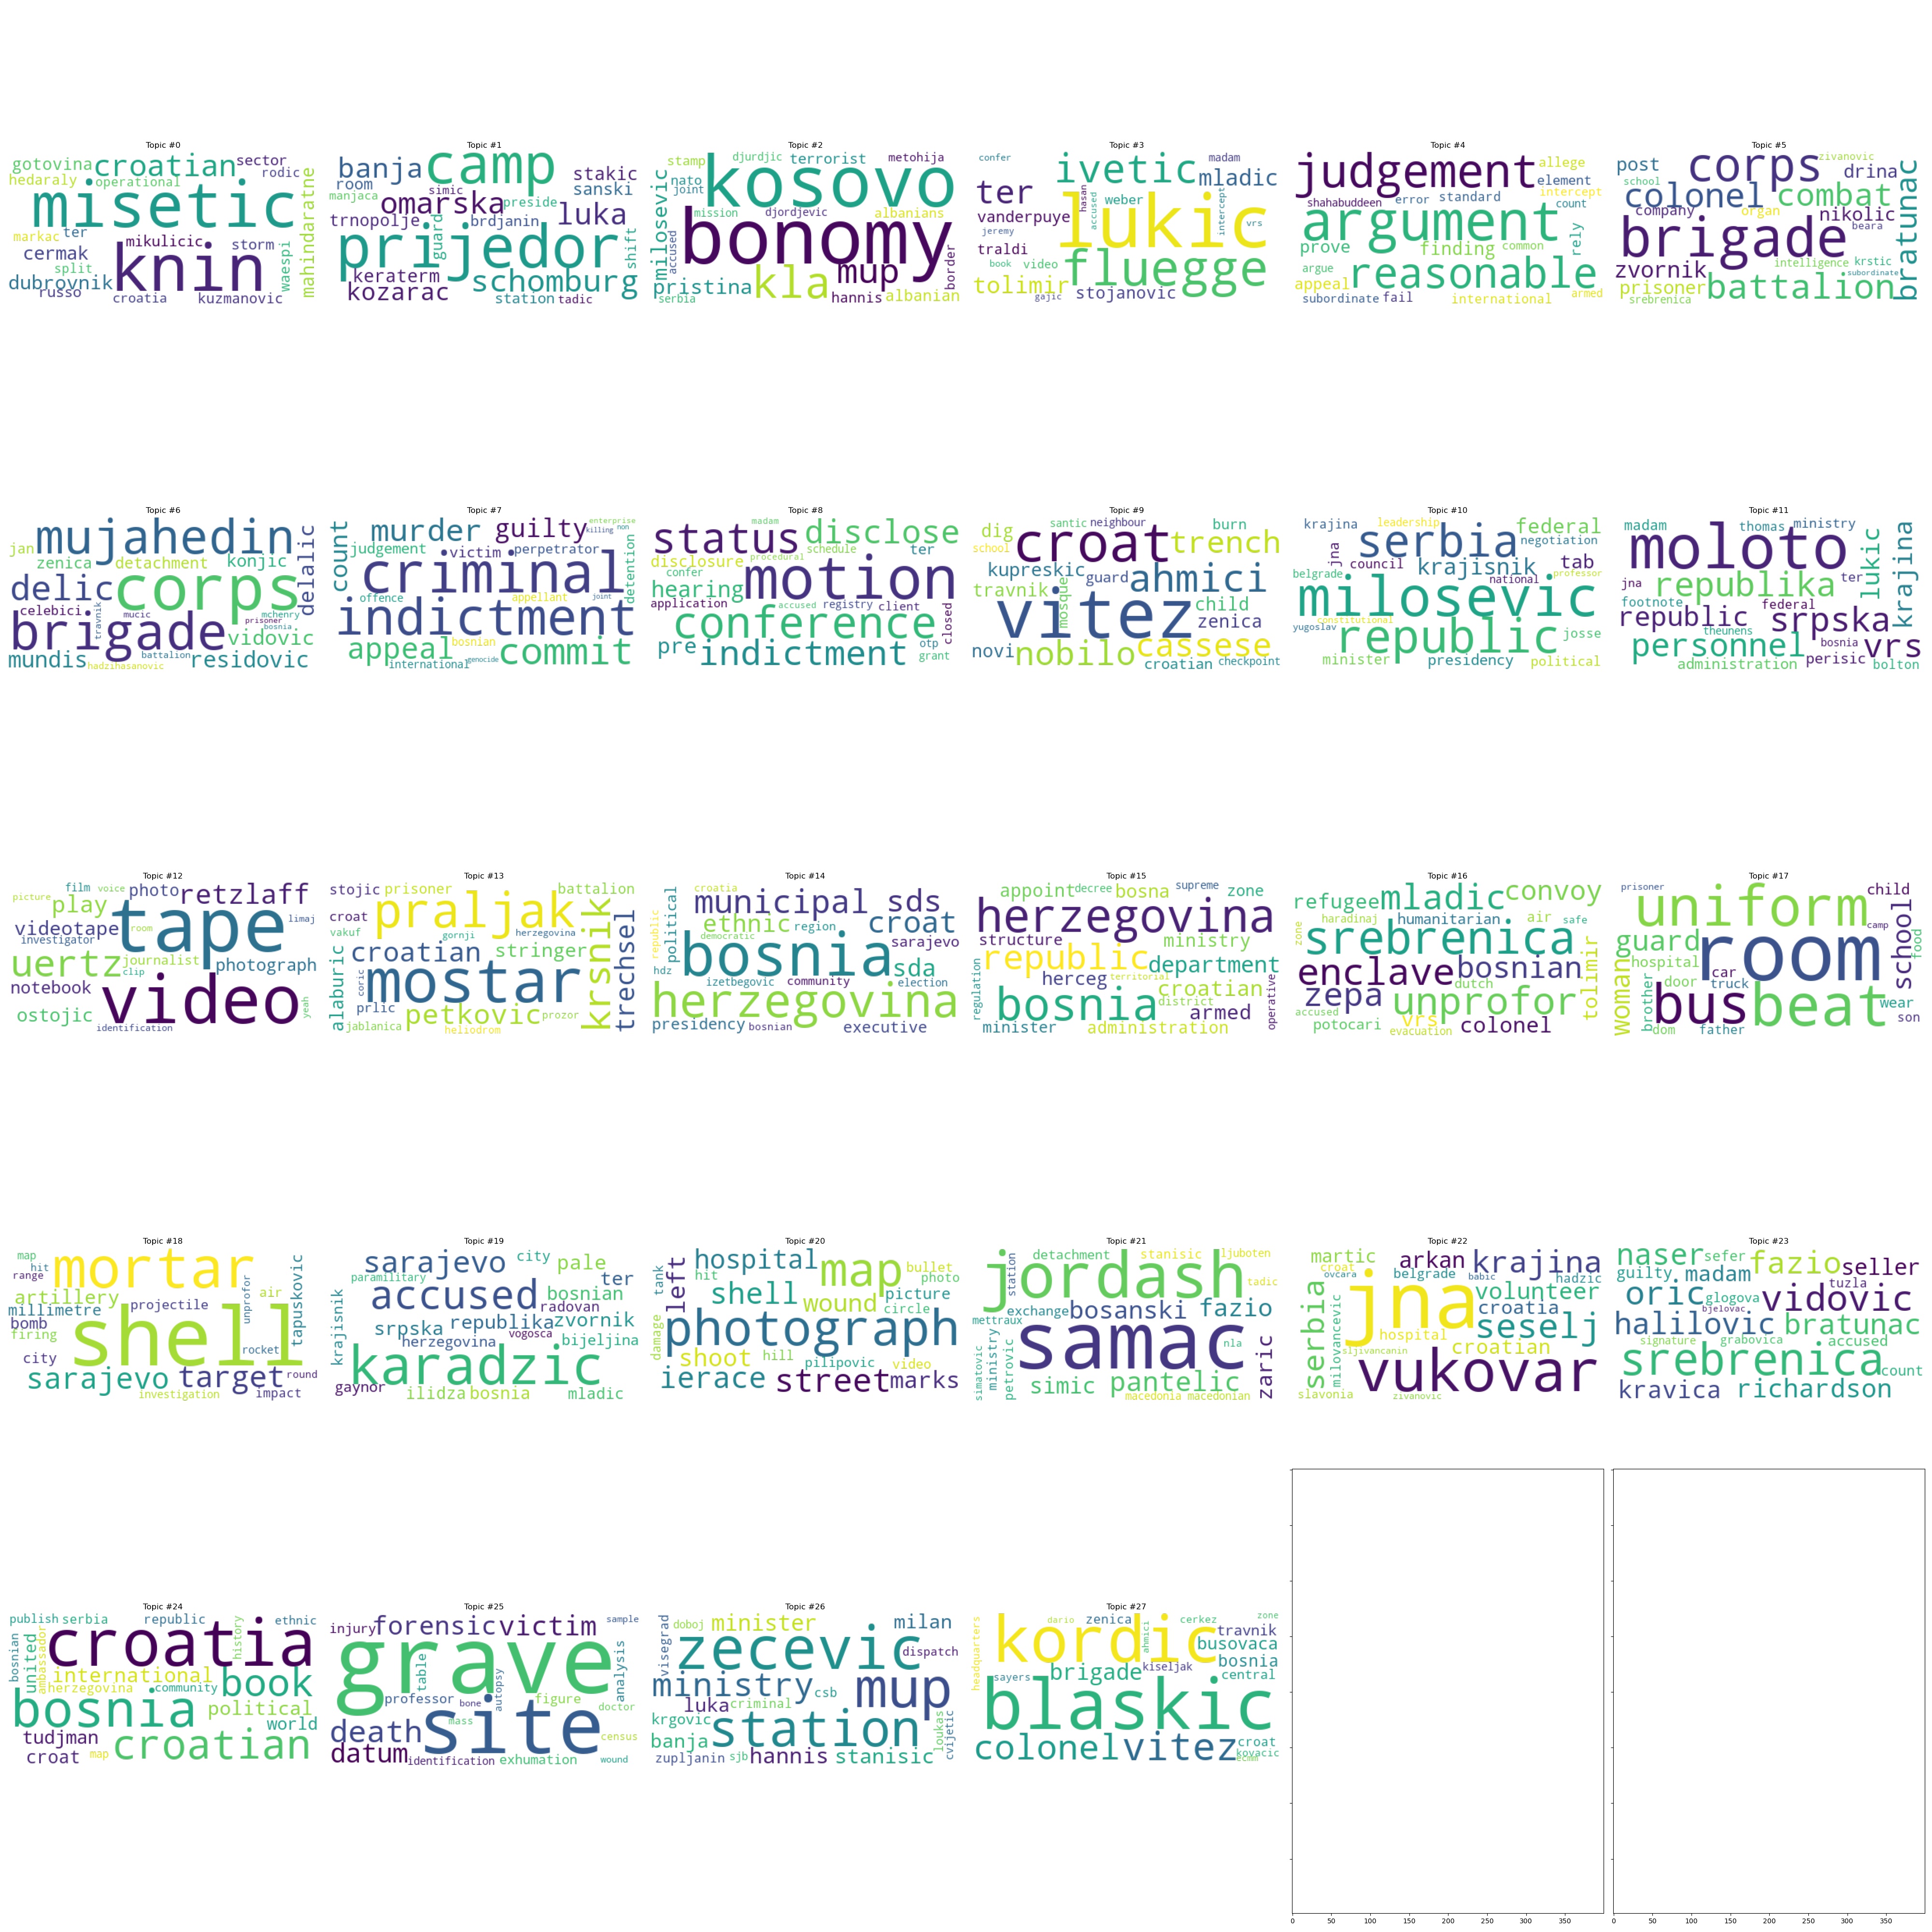 Topic #0
gotovina croatian sector
hedaraly operational rodic
misetic
markac ter mikulicic storm
cermak knin waespi mahindaratne
split
dubrovnik
russo croatia kuzmanovic
Topic #1
banja camp stakic
room simic sanski
manjaca omarska preside
trnopolje guard brdjanin luka
prijedor shift
keraterm schomburg
kozarac station tadic
Topic #2
stamp djurdjic terrorist metohija
nato kosovo
joint
mission djordjevic albanians
milosevic accused bonomy border
pristina kla mup
serbia hannis albanian
Topic #3
confer ivetic madam
ter hasan accused weber mladic
vanderpuye intercept vrs
jeremy lukic
traldi
book video fluegge
tolimir gajic stojanovic
Topic #4
judgement allege
element
shahabuddeen error standard intercept
count
argument rely
prove finding common
argue reasonable
appeal
subordinate fail international armed
Topic #5
post corps zivanovic
school drina
colonel combat bratunac
company organ nikolic
brigade beara
zvornik intelligence krstic
prisoner battalion subordinate
srebrenica
Topic #6
jan mujahedin
zenica detachment konjic delalic
delic corps
celebici mchenry
travnik mucic prisoner
brigade bosnia
battalion vidovic
mundis hadzihasanovic residovic
Topic #7
count murder guilty enterprise
killing non
judgement victim perpetrator detention
criminal
offence appellant joint
indictment
appeal bosnian commit
international genocide
Topic #8
status madam disclose
procedural schedule
disclosure ter
confer motion
hearing
application accused registry client closed
conference otp
pre indictment grant
Topic #9
dig santic neighbour burn
school croat trench
kupreskic guard ahmici
travnik mosque child
vitez zenica
novi nobilo cassese
croatian checkpoint
Topic #10
krajina leadership federal
serbia negotiation
jna council krajisnik tab
belgrade national professor
milosevic
constitutional
yugoslav republic josse
minister presidency political
Topic #11
madam thomas ministry
moloto lukic krajina
jna republika ter
footnote federal
republic srpska
theunens bosnia
personnel vrs
administration perisic bolton
Topic #12
picture film voice photo retzlaff
play tape limaj
videotape room
investigator journalist
uertz clip photograph
notebook video yeah
ostojic
identification
Topic #13
stojic prisoner battalion
croat praljak
vakuf gornji herzegovina
croatian stringer krsnik
alaburic coric mostar trechsel
prlic
petkovic prozor
jablanica heliodrom
Topic #14
croatia municipal sds
political ethnic region croat
republic democratic sarajevo
bosnia sda
hdz izetbegovic community election
herzegovina
presidency bosnian executive
Topic #15
appoint decree bosna supreme zone
herzegovina
structure ministry
republic department
herceg territorial
regulation bosnia croatian
district armed operative
minister administration
Topic #16
refugee mladic convoy
haradinaj humanitarian air safe
zone srebrenica
enclave bosnian
zepa dutch tolimir
accused unprofor
potocari vrs colonel
evacuation
Topic #17
prisoner uniform child
camp
guard room school food
hospital
woman door car truck
brother bus beat wear
dom father son
Topic #18
map mortar
hit
range air
artillery unprofor tapuskovic
millimetre projectile
bomb
firing shell
city rocket
sarajevo target round
investigation impact
Topic #19
sarajevo city pale
paramilitary ter
accused bosnian
krajisnik radovan
srpska republika zvornik
herzegovina vogosca bijeljina
karadzic
gaynor ilidza bosnia mladic
Topic #20
tank left hospital map bullet
hit photo
shell picture
wound circle
damage photograph
shoot hill pilipovic video
ierace street marks
Topic #21
station detachment stanisic ljuboten
jordash tadic
exchange bosanski fazio
mettraux
samac nla
simatovic ministry petrovic zaric
simic pantelic
macedonia macedonian
Topic #22
martic arkan krajina
croat
ovcara belgrade babic hadzic
jna volunteer
serbia milovancevic croatia
hospital seselj
sljivancanin croatian
vukovar
slavonia zivanovic
Topic #23
naser sefer fazio seller
guilty madam tuzla
oric glogova vidovic
halilovic bjelovac bratunac
signature grabovica accused
srebrenica count
kravica richardson
Topic #24
publish serbia republic ethnic
bosnian united ambassador croatia history
international book
herzegovina community
bosnia political
tudjman world
croat map croatian
Topic #25
injury forensic victim sample
grave analysis
table autopsy
professor bone figure doctor
death mass site census
datum
identification exhumation wound
Topic #26
doboj minister milan
visegrad zecevic dispatch
ministry csb mup
luka criminal
krgovic station loukas cvijetic
banja
zupljanin sjb hannis stanisic
Topic #27
headquarters dario zenica cerkez zone
kordic ahmici travnik
busovaca
sayers brigade kiseljak bosnia
central
blaskic
colonel vitez croat
kovacic
ecmm
0 50 100 150 200 250 300 350
0 50 100 150 200 250 300 350